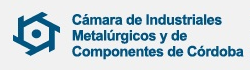 Cámara de Industriales
Metalúrgicos y de
Componentes de Córdoba